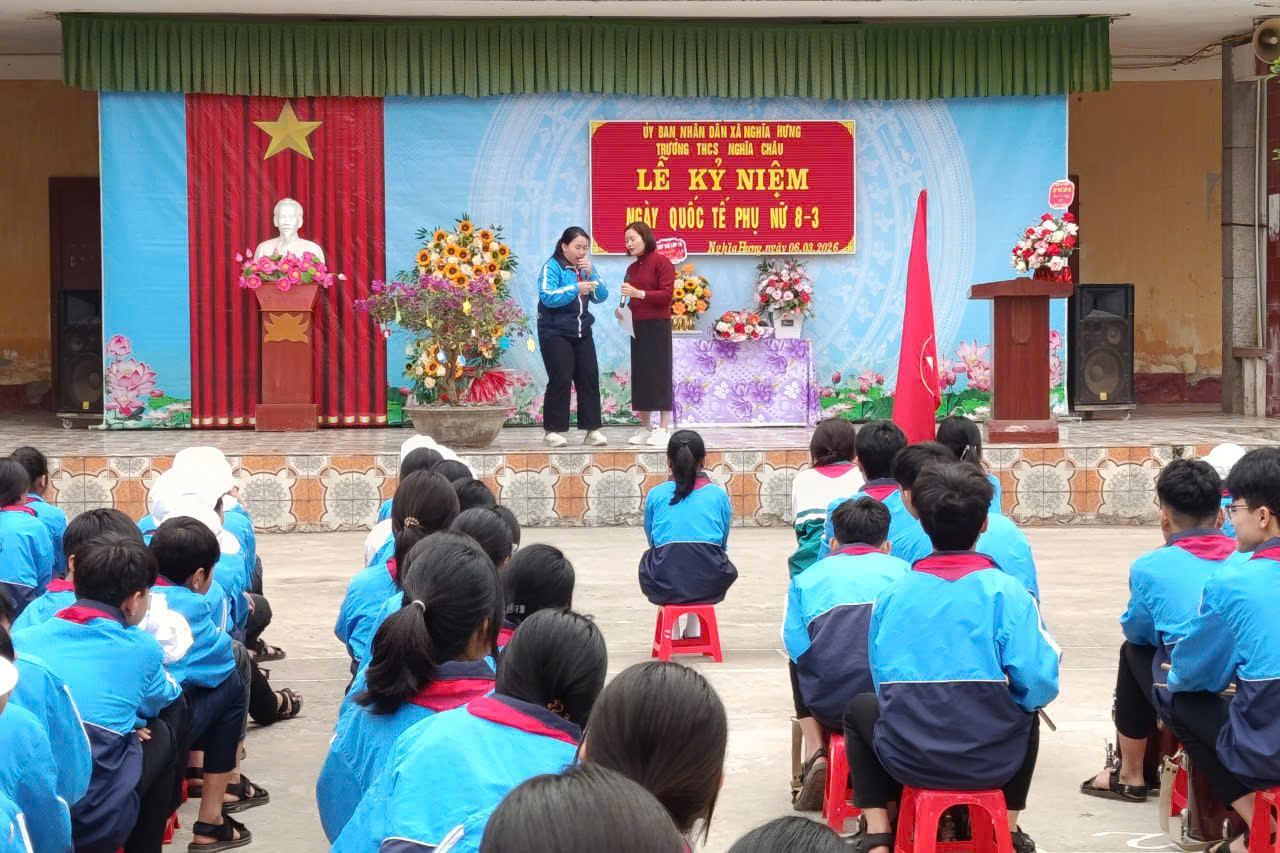 ỦY BAN NHÂN DÂN XÃ NGHĨA HƯNG
TRƯỜNG THCS NGHĨA CHÂU
LỄ KỶ NIỆM
NGÀY QUỐC TẾ PHỤ NỮ 8-3
Nghĩa Hưng, ngày 06.03.2026